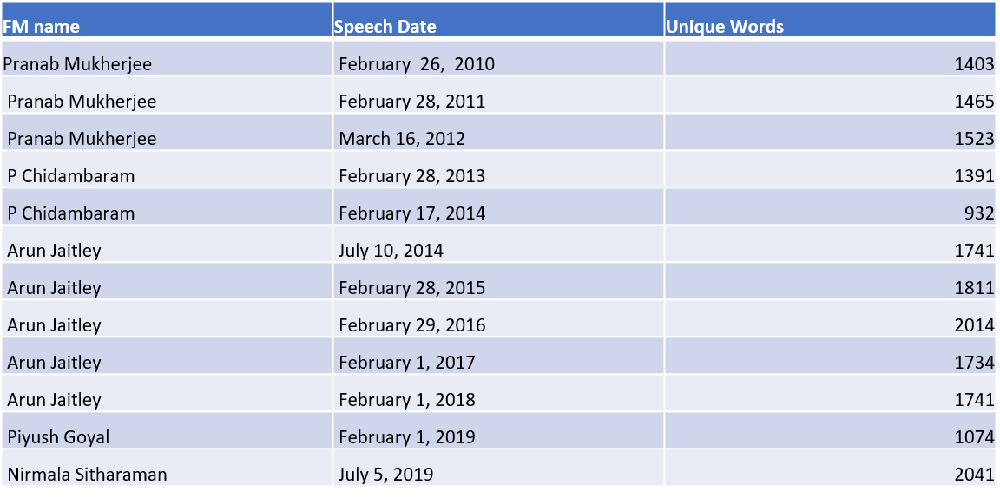 FM name Speech Date Unique Words
Pranab Mukherjee February 26, 2010 1403
Pranab Mukherjee February 28, 2011 1465
Pranab Mukherjee March 16, 2012 1523
P Chidambaram February 28, 2013 1391
P Chidambaram February 17, 2014 932
Arun Jaitley July 10, 2014 1741
Arun Jaitley February 28, 2015 1811
Arun Jaitley February 29, 2016 2014
Arun Jaitley February 1, 2017 1734
Arun Jaitley February 1, 2018 1741
Piyush Goyal February 1, 2019 1074
Nirmala Sitharaman July 5, 2019 2041